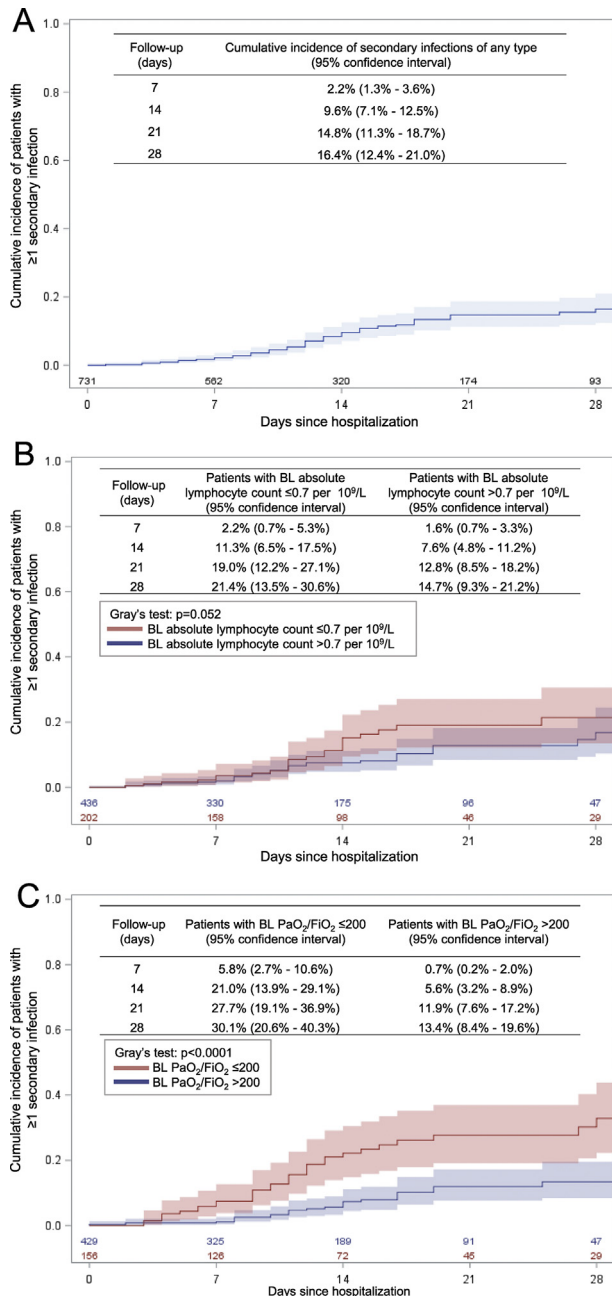 A
Follow-up Cumulative incidence of secondary infections of any type
(days) (95% confidence interval)
7 2.2% (1.3% - 3.6%)
14 9.6% (7.1% - 12.5%)
21 14.8% (11.3% - 18.7%)
28 16.4% (12.4% - 21.0%)
Cumulative incidence of patients with
≥1 secondary infection
1.0
0.8
0.6
0.4
0.2
0.0
731 562 320 174 93
0 7 14 21 28
Days since hospitalization
B
Follow-up Patients with BL absolute Patients with BL absolute
(days) lymphocyte count ≤0.7 per 10⁹/L lymphocyte count >0.7 per 10⁹/L
(95% confidence interval) (95% confidence interval)
7 2.2% (0.7% - 5.3%) 1.6% (0.7% - 3.3%)
14 11.3% (6.5% - 17.5%) 7.6% (4.8% - 11.2%)
21 19.0% (12.2% - 27.1%) 12.8% (8.5% - 18.2%)
28 21.4% (13.5% - 30.6%) 14.7% (9.3% - 21.2%)
Gray's test: p=0.052
BL absolute lymphocyte count ≤0.7 per 10⁹/L
BL absolute lymphocyte count >0.7 per 10⁹/L
Cumulative incidence of patients with
≥1 secondary infection
1.0
0.8
0.6
0.4
0.2
0.0
436 330 175 96 47
202 158 98 46 29
0 7 14 21 28
Days since hospitalization
C
Follow-up Patients with BL PaO₂/FiO₂ ≤200 Patients with BL PaO₂/FiO₂ >200
(days) (95% confidence interval) (95% confidence interval)
7 5.8% (2.7% - 10.6%) 0.7% (0.2% - 2.0%)
14 21.0% (13.9% - 29.1%) 5.6% (3.2% - 8.9%)
21 27.7% (19.1% - 36.9%) 11.9% (7.6% - 17.2%)
28 30.1% (20.6% - 40.3%) 13.4% (8.4% - 19.6%)
Gray's test: p<0.0001
BL PaO₂/FiO₂ ≤200
BL PaO₂/FiO₂ >200
Cumulative incidence of patients with
≥1 secondary infection
1.0
0.8
0.6
0.4
0.2
0.0
429 325 189 91 47
156 126 72 45 29
0 7 14 21 28
Days since hospitalization